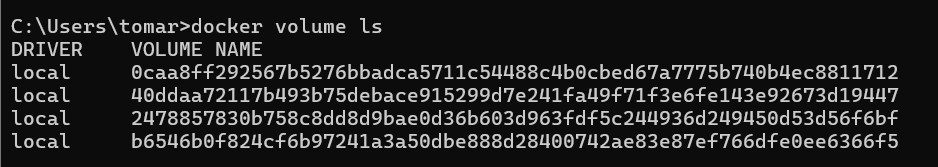 C:\Users\tomar>docker volume ls
DRIVER    VOLUME NAME
local     0caa8ff292567b5276bbadca5711c54488c4b0cbed67a7775b740b4ec8811712
local     40ddaa72117b493b75debace915299d7e241fa49f71f3e6fe143e92673d19447
local     2478857830b758c8dd8d9bae0d36b603d963fdf5c244936d249450d53d56f6bf
local     b6546b0f824cf6b97241a3a50dbe888d28400742ae83e87ef766dfe0ee6366f5